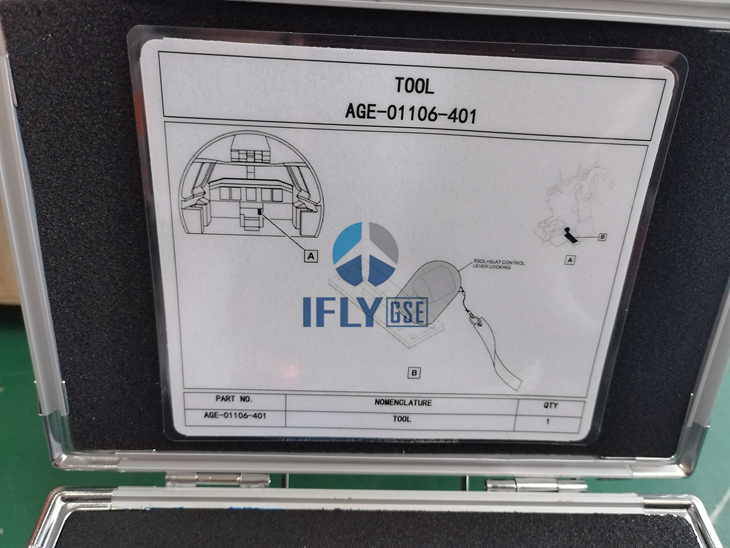 TOOL
AGE-01106-401
A
B
A
TOOL-SLAT CONTROL
LEVER LOCKING
IFLY GSE
B
PART NO. NOMENCLATURE QTY
AGE-01106-401 TOOL 1